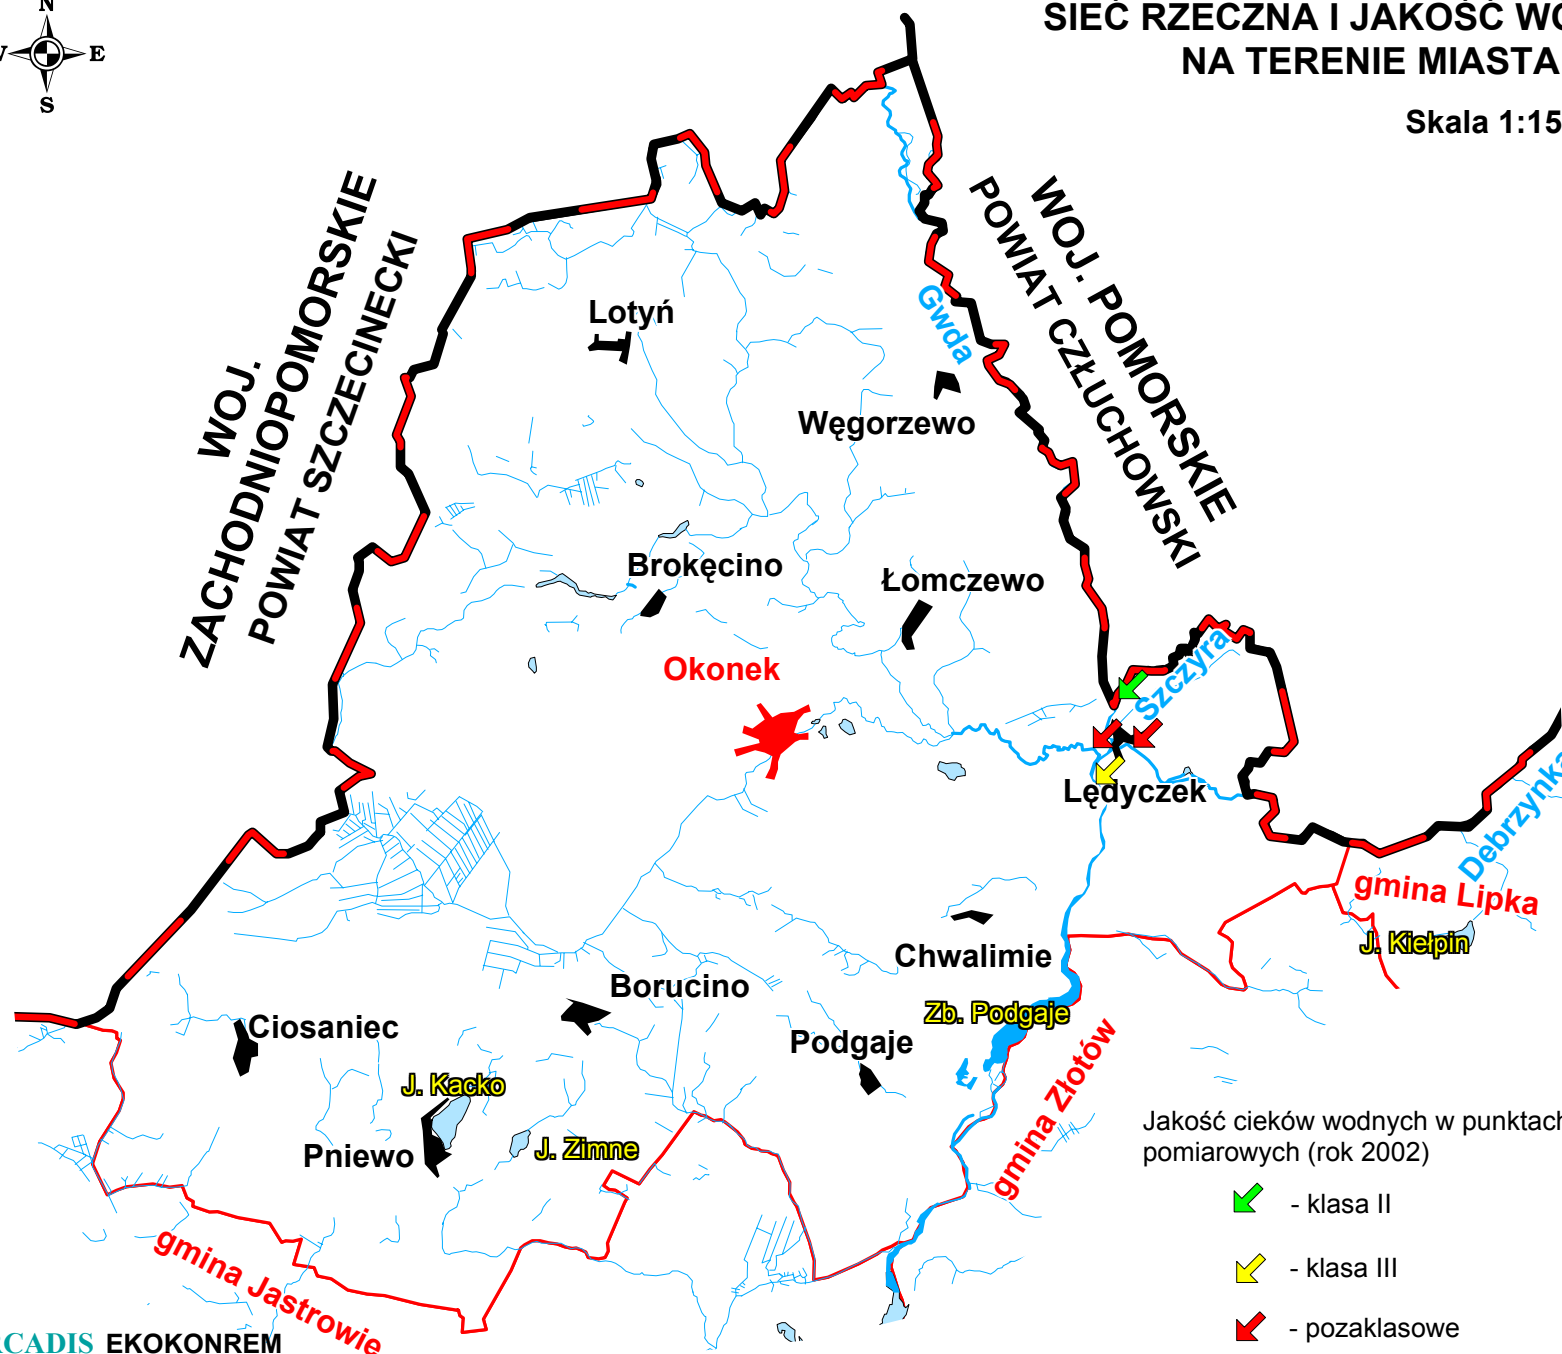 N
E
S
SIEĆ RZECZNA I JAKOŚĆ
NA TERENIE MIASTA
Skala 1:15
WOJ.
ZACHODNIOPOMORSKIE
POWIAT SZCZECINECKI
WOJ. POMORSKIE
POWIAT CZŁUCHOWSKI
Gwda
Lotyń
Węgorzewo
Brokęcino
Łomczewo
Okonek
Szczyra
Lędyczek
Debrzynka
gmina Lipka
J. Kiełpin
Chwalimie
Zb. Podgaje
Borucino
Podgaje
Ciosaniec
J. Kacko
Pniewo
J. Zimne
gmina Złotów
gmina Jastrowie
Jakość cieków wodnych w punktach
pomiarowych (rok 2002)
- klasa II
- klasa III
- pozaklasowe
RCADIS EKOKONREM